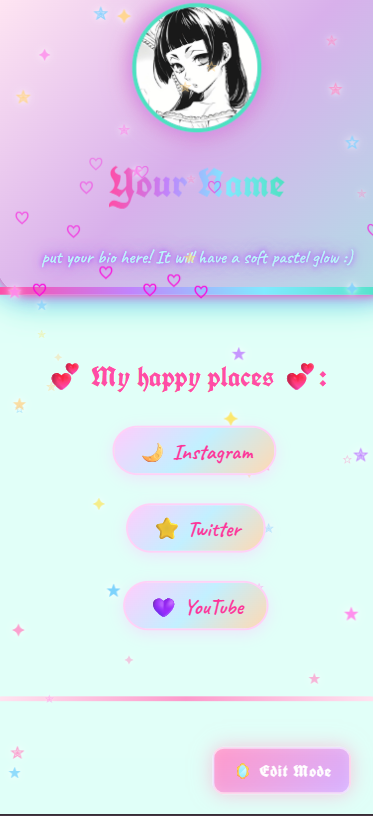 Your Name
put your bio here! It will have a soft pastel glow :)
💕 My happy places 💕 :
🌙 Instagram
⭐ Twitter
💜 YouTube
🪞 Edit Mode